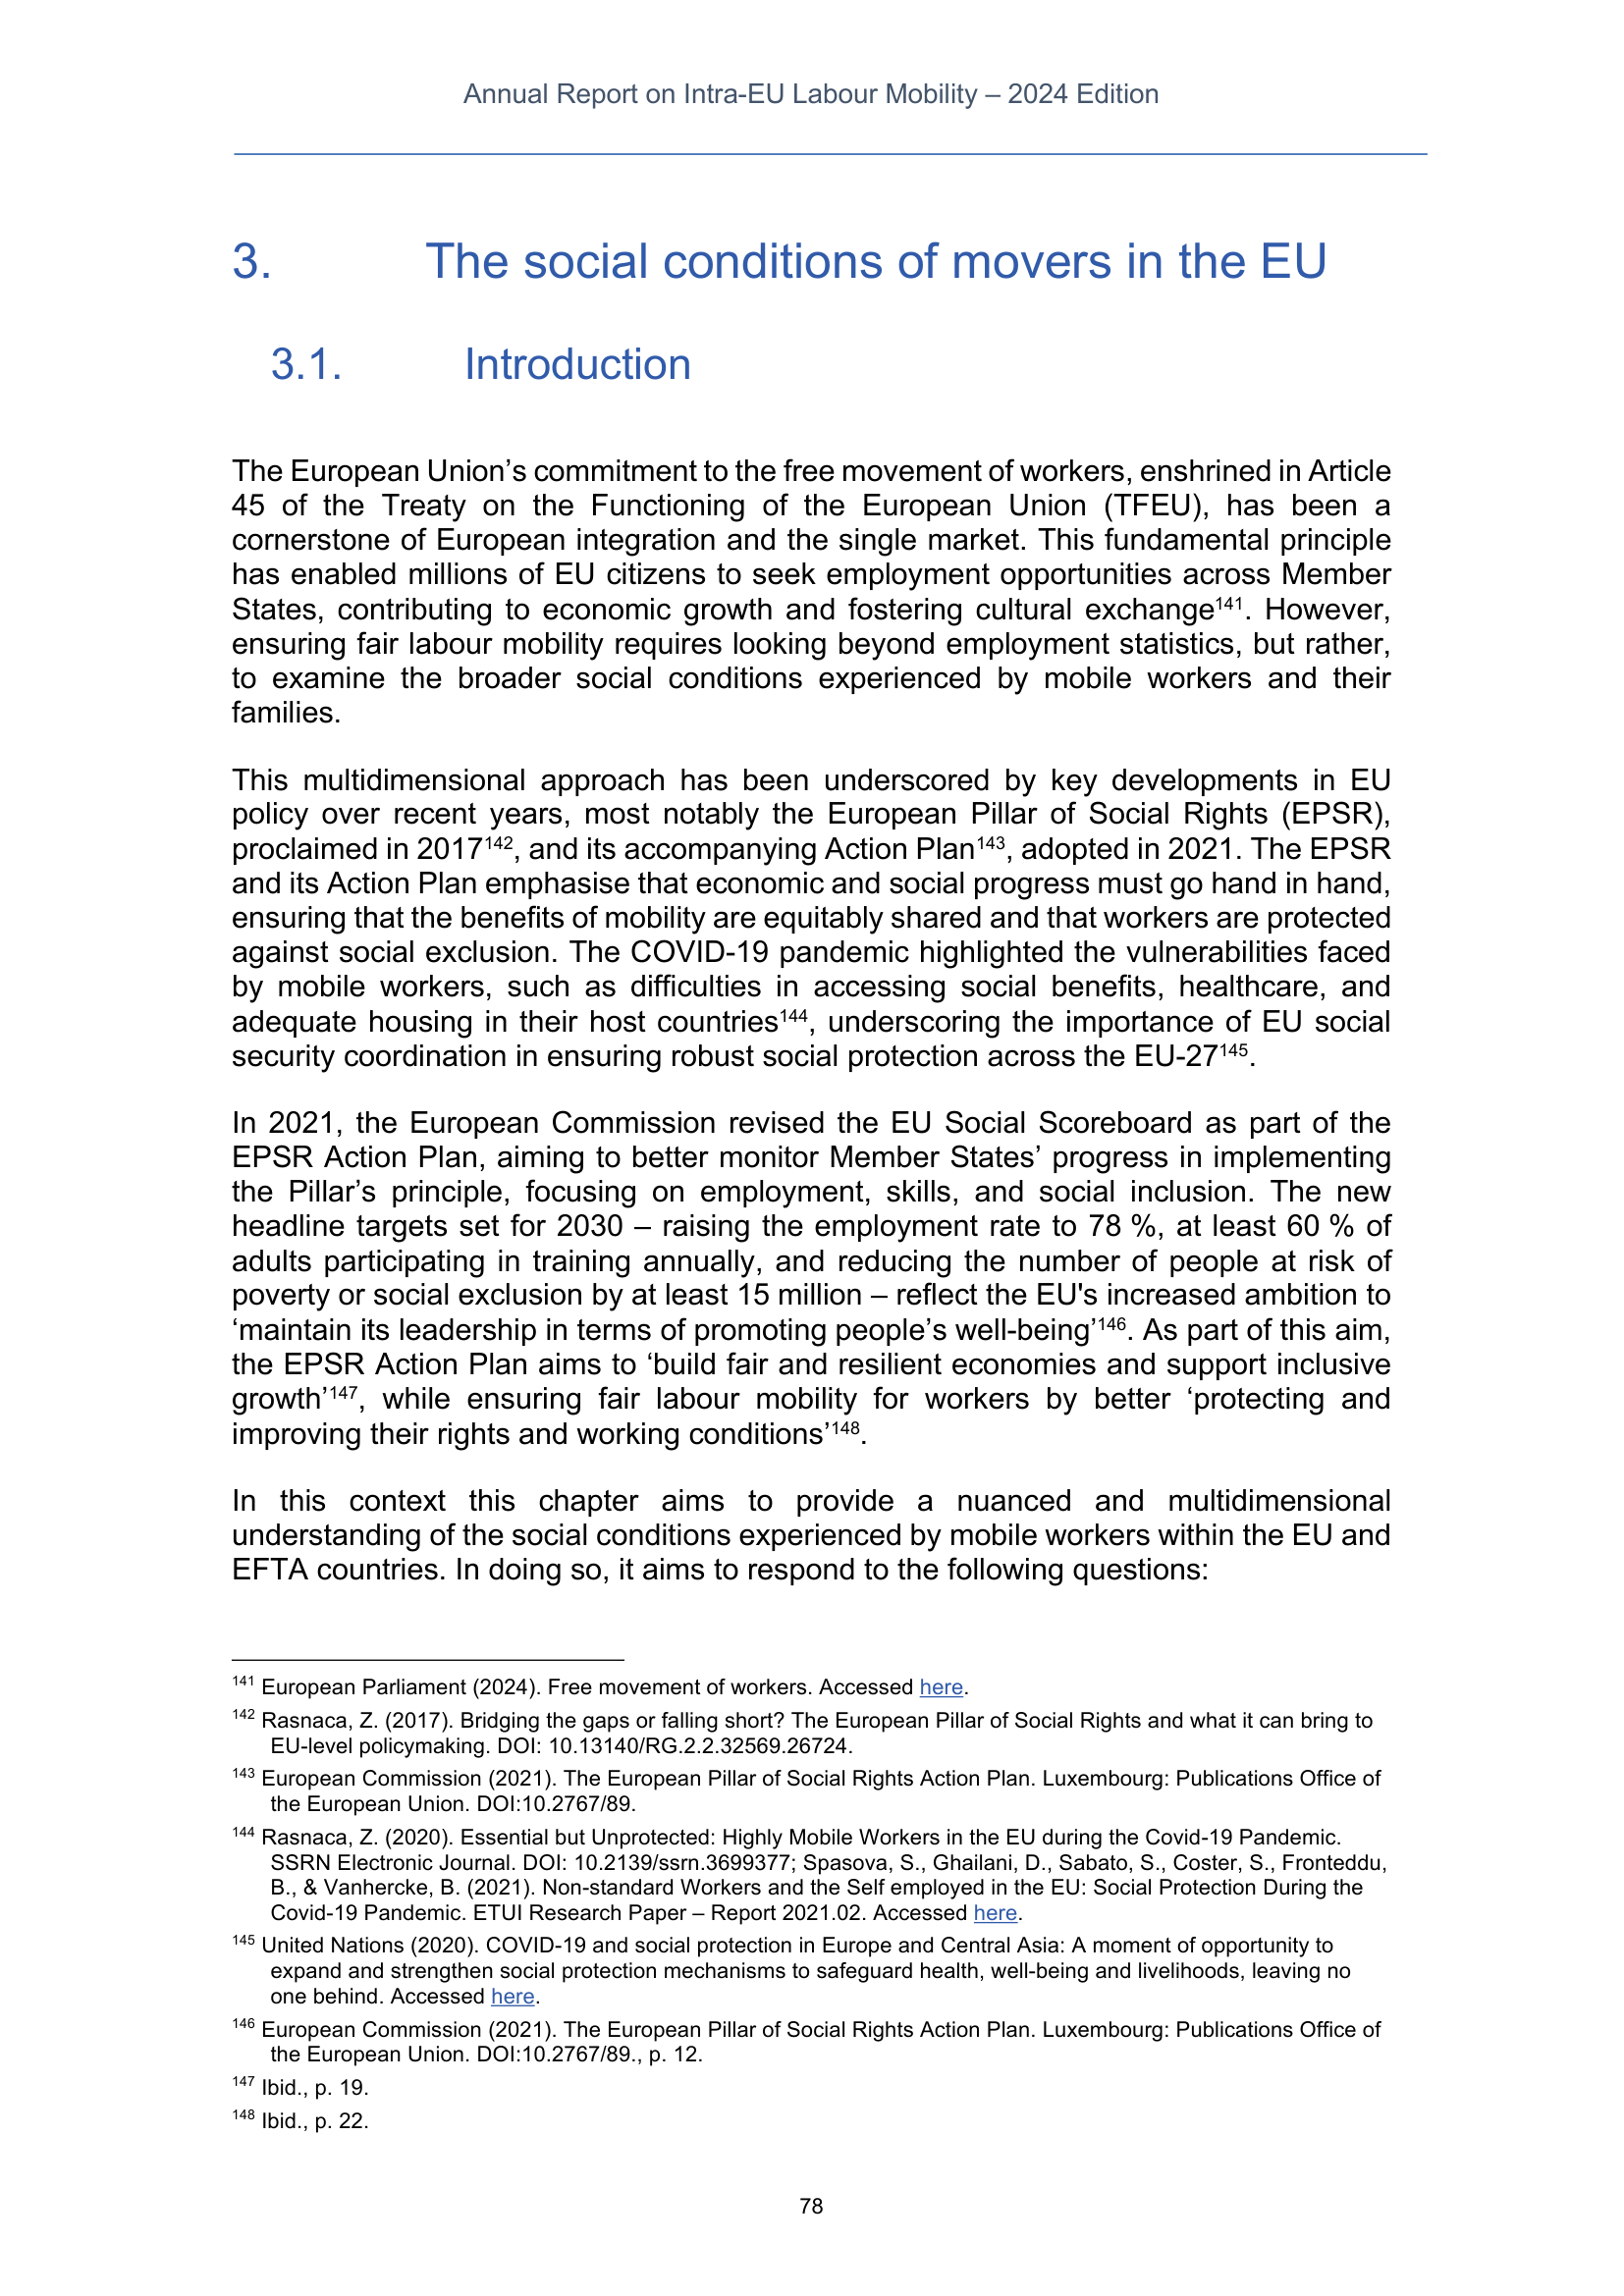 Annual Report on Intra-EU Labour Mobility – 2024 Edition
3. The social conditions of movers in the EU
3.1. Introduction
The European Union’s commitment to the free movement of workers, enshrined in Article
45 of the Treaty on the Functioning of the European Union (TFEU), has been a
cornerstone of European integration and the single market. This fundamental principle
has enabled millions of EU citizens to seek employment opportunities across Member
States, contributing to economic growth and fostering cultural exchange141. However,
ensuring fair labour mobility requires looking beyond employment statistics, but rather,
to examine the broader social conditions experienced by mobile workers and their
families.
This multidimensional approach has been underscored by key developments in EU
policy over recent years, most notably the European Pillar of Social Rights (EPSR),
proclaimed in 2017142, and its accompanying Action Plan143, adopted in 2021. The EPSR
and its Action Plan emphasise that economic and social progress must go hand in hand,
ensuring that the benefits of mobility are equitably shared and that workers are protected
against social exclusion. The COVID-19 pandemic highlighted the vulnerabilities faced
by mobile workers, such as difficulties in accessing social benefits, healthcare, and
adequate housing in their host countries144, underscoring the importance of EU social
security coordination in ensuring robust social protection across the EU-27145.
In 2021, the European Commission revised the EU Social Scoreboard as part of the
EPSR Action Plan, aiming to better monitor Member States’ progress in implementing
the Pillar’s principle, focusing on employment, skills, and social inclusion. The new
headline targets set for 2030 – raising the employment rate to 78 %, at least 60 % of
adults participating in training annually, and reducing the number of people at risk of
poverty or social exclusion by at least 15 million – reflect the EU's increased ambition to
‘maintain its leadership in terms of promoting people’s well-being’146. As part of this aim,
the EPSR Action Plan aims to ‘build fair and resilient economies and support inclusive
growth’147, while ensuring fair labour mobility for workers by better ‘protecting and
improving their rights and working conditions’148.
In this context this chapter aims to provide a nuanced and multidimensional
understanding of the social conditions experienced by mobile workers within the EU and
EFTA countries. In doing so, it aims to respond to the following questions:
141 European Parliament (2024). Free movement of workers. Accessed here.
142 Rasnaca, Z. (2017). Bridging the gaps or falling short? The European Pillar of Social Rights and what it can bring to
EU-level policymaking. DOI: 10.13140/RG.2.2.32569.26724.
143 European Commission (2021). The European Pillar of Social Rights Action Plan. Luxembourg: Publications Office of
the European Union. DOI:10.2767/89.
144 Rasnaca, Z. (2020). Essential but Unprotected: Highly Mobile Workers in the EU during the Covid-19 Pandemic.
SSRN Electronic Journal. DOI: 10.2139/ssrn.3699377; Spasova, S., Ghailani, D., Sabato, S., Coster, S., Fronteddu,
B., & Vanhercke, B. (2021). Non-standard Workers and the Self employed in the EU: Social Protection During the
Covid-19 Pandemic. ETUI Research Paper – Report 2021.02. Accessed here.
145 United Nations (2020). COVID-19 and social protection in Europe and Central Asia: A moment of opportunity to
expand and strengthen social protection mechanisms to safeguard health, well-being and livelihoods, leaving no
one behind. Accessed here.
146 European Commission (2021). The European Pillar of Social Rights Action Plan. Luxembourg: Publications Office of
the European Union. DOI:10.2767/89., p. 12.
147 Ibid., p. 19.
148 Ibid., p. 22.
78